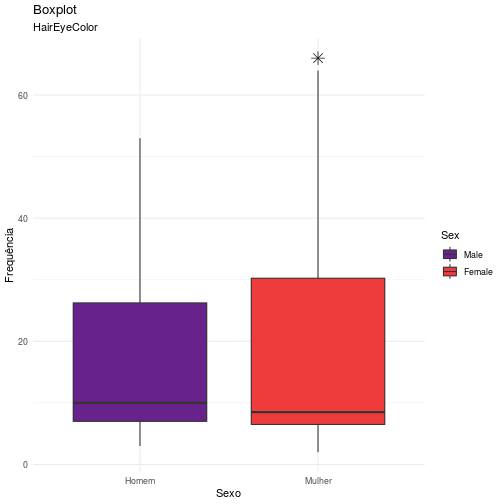 Boxplot
HairEyeColor
Frequência
60
40
20
0
Homem
Mulher
Sexo
Sex
Male
Female